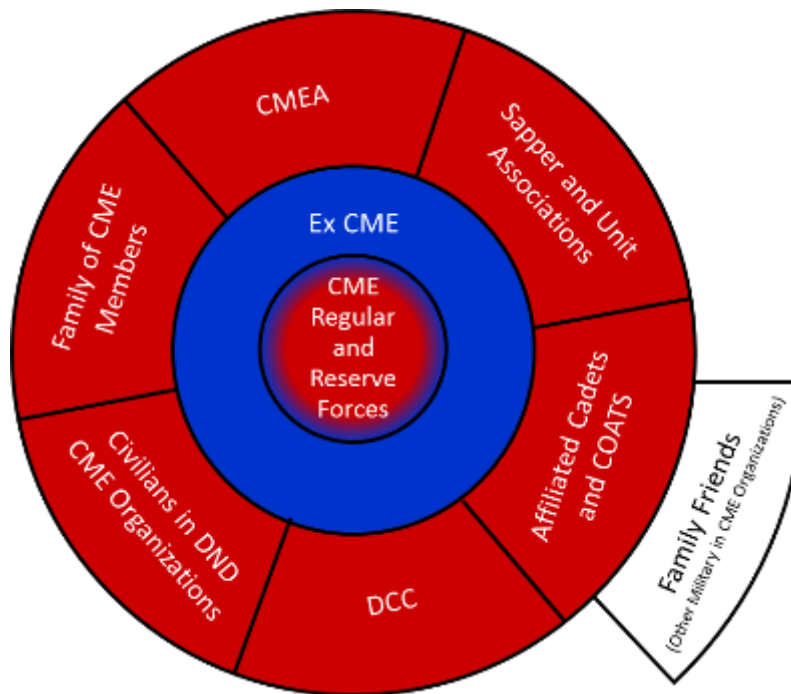 CMEA
Sapper and Unit
Associations
Family of CME
Members
Ex CME
CME
Regular
and
Reserve
Forces
Affiliated Cadets
and COATS
Family Friends
(Other Military in CME Organizations)
Civilians in DND
CME Organizations
DCC